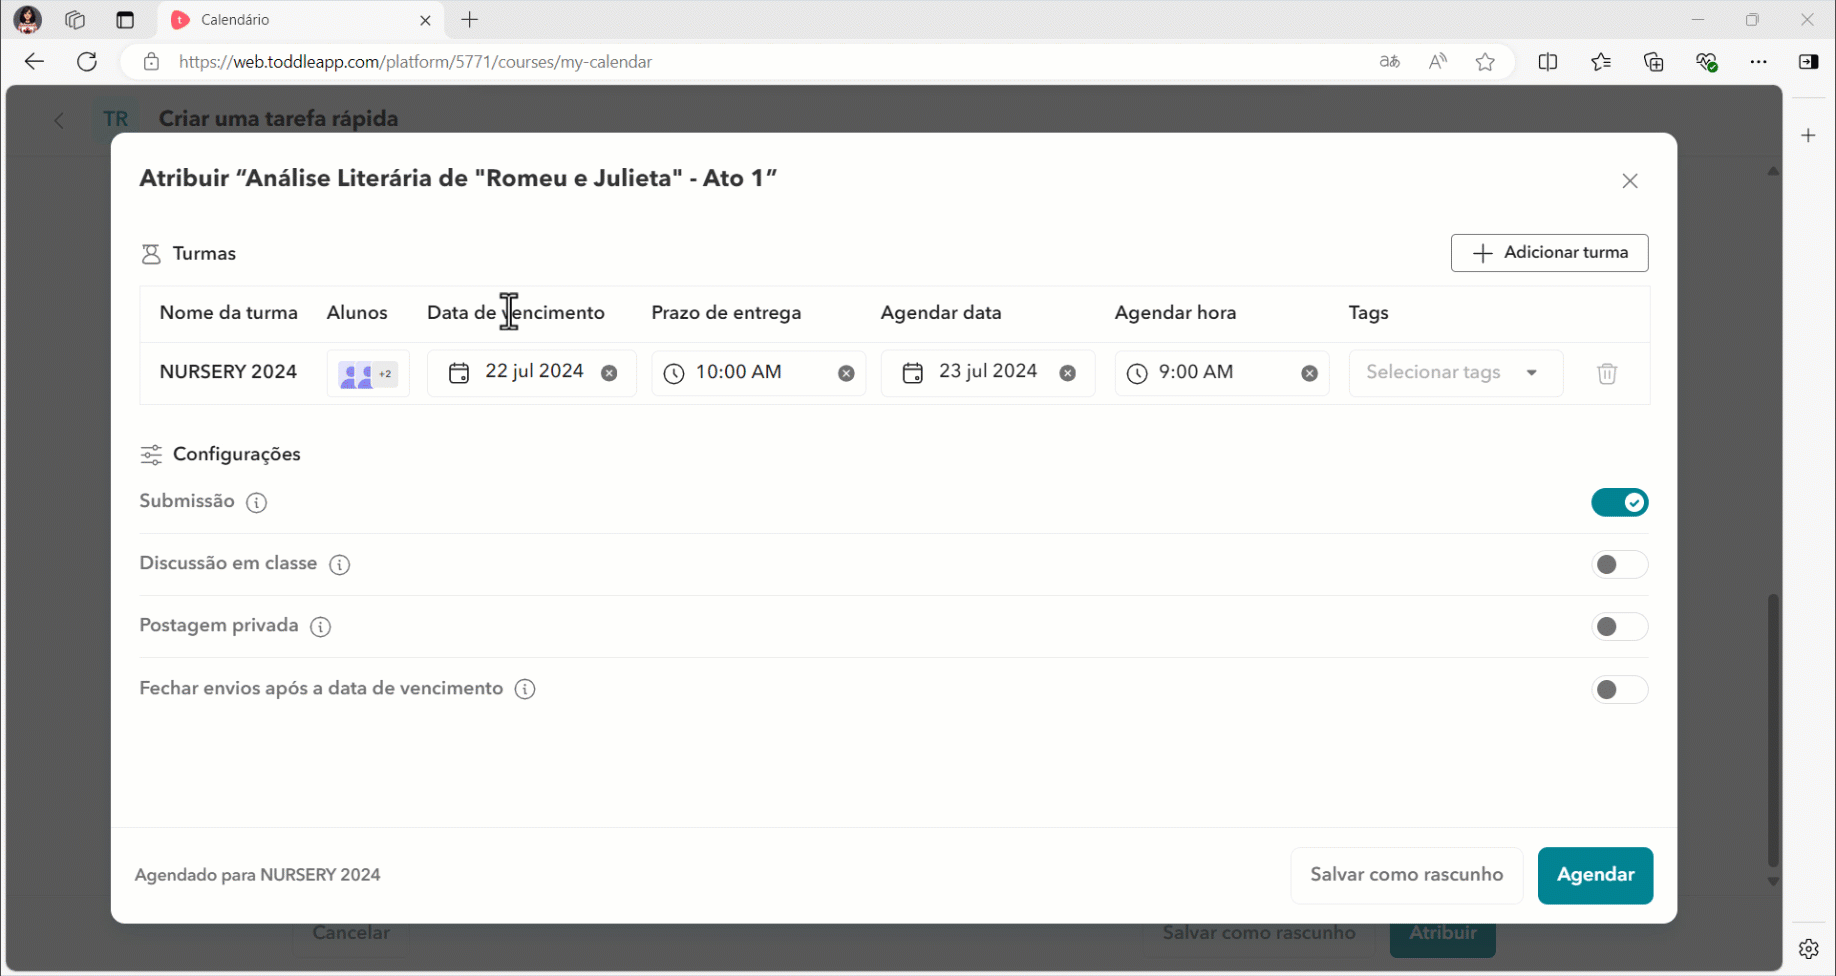 Calendário
https://web.toddleapp.com/platform/5771/courses/my-calendar
TR Criar uma tarefa rápida
Atribuir “Análise Literária de "Romeu e Julieta" - Ato 1”
Turmas
Adicionar turma
Nome da turma Alunos Data de vencimento Prazo de entrega Agendar data Agendar hora Tags
NURSERY 2024 +2 22 jul 2024 10:00 AM 23 jul 2024 9:00 AM Selecionar tags
Configurações
Submissão
Discussão em classe
Postagem privada
Fechar envios após a data de vencimento
Agendado para NURSERY 2024
Salvar como rascunho
Agendar
Cancelar
Salvar como rascunho
Atribuir